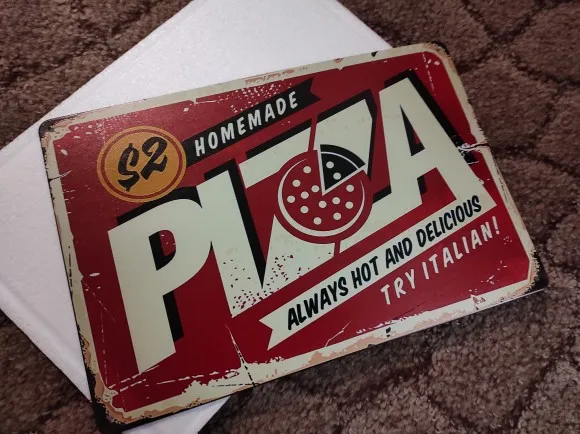 $2
HOMEMADE
PIZZA
ALWAYS HOT AND DELICIOUS
TRY ITALIAN!